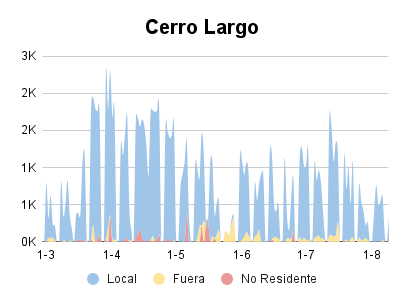 Cerro Largo
3K
2K
2K
1K
1K
0K
1-3 1-4 1-5 1-6 1-7 1-8
Local Fuera No Residente